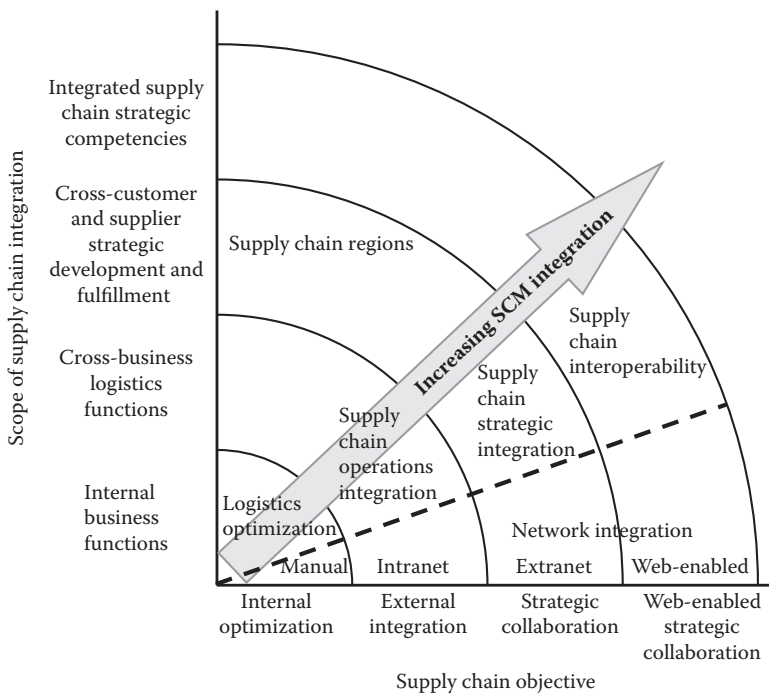 Integrated supply
chain strategic
competencies
Cross-customer
and supplier
strategic
development and
fulfillment
Cross-business
logistics
functions
Internal
business
functions
Scope of supply chain integration
Supply chain regions
Increasing SCM integration
Supply
chain
interoperability
Supply
chain
strategic
integration
Supply
chain
operations
integration
Logistics
optimization
Network integration
Manual
Intranet
Extranet
Web-enabled
Internal
optimization
External
integration
Strategic
collaboration
Web-enabled
strategic
collaboration
Supply chain objective